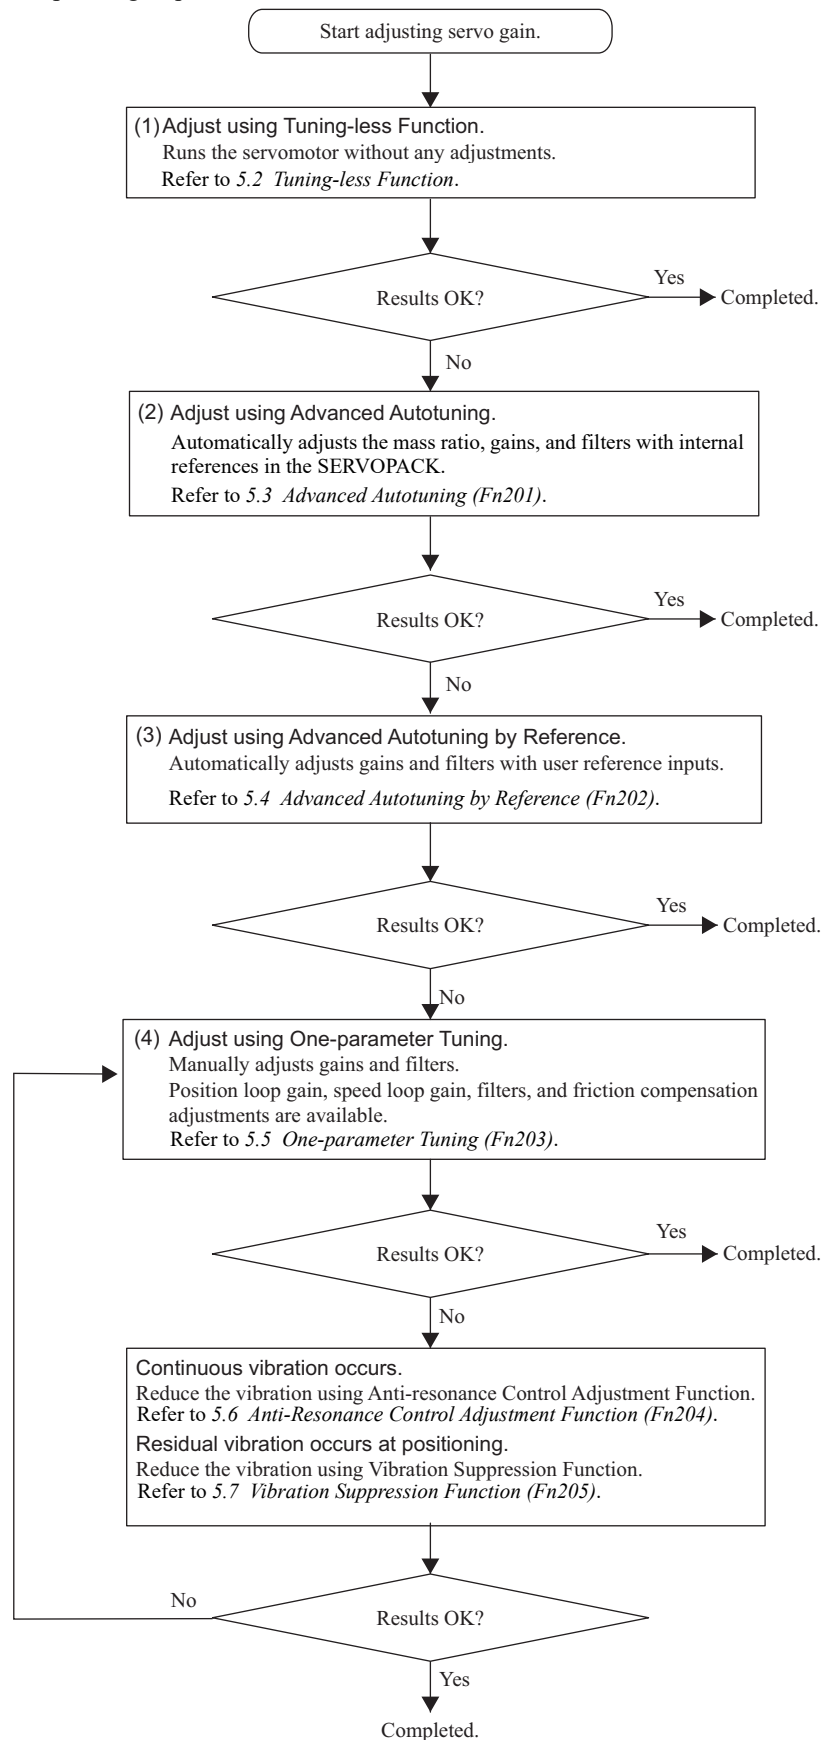 Start adjusting servo gain.
(1) Adjust using Tuning-less Function.
Runs the servomotor without any adjustments.
Refer to 5.2 Tuning-less Function.
Results OK?
Yes
Completed.
No
(2) Adjust using Advanced Autotuning.
Automatically adjusts the mass ratio, gains, and filters with internal
references in the SERVOPACK.
Refer to 5.3 Advanced Autotuning (Fn201).
Results OK?
Yes
Completed.
No
(3) Adjust using Advanced Autotuning by Reference.
Automatically adjusts gains and filters with user reference inputs.
Refer to 5.4 Advanced Autotuning by Reference (Fn202).
Results OK?
Yes
Completed.
No
(4) Adjust using One-parameter Tuning.
Manually adjusts gains and filters.
Position loop gain, speed loop gain, filters, and friction compensation
adjustments are available.
Refer to 5.5 One-parameter Tuning (Fn203).
Results OK?
Yes
Completed.
No
Continuous vibration occurs.
Reduce the vibration using Anti-resonance Control Adjustment Function.
Refer to 5.6 Anti-Resonance Control Adjustment Function (Fn204).
Residual vibration occurs at positioning.
Reduce the vibration using Vibration Suppression Function.
Refer to 5.7 Vibration Suppression Function (Fn205).
No
Results OK?
Yes
Completed.